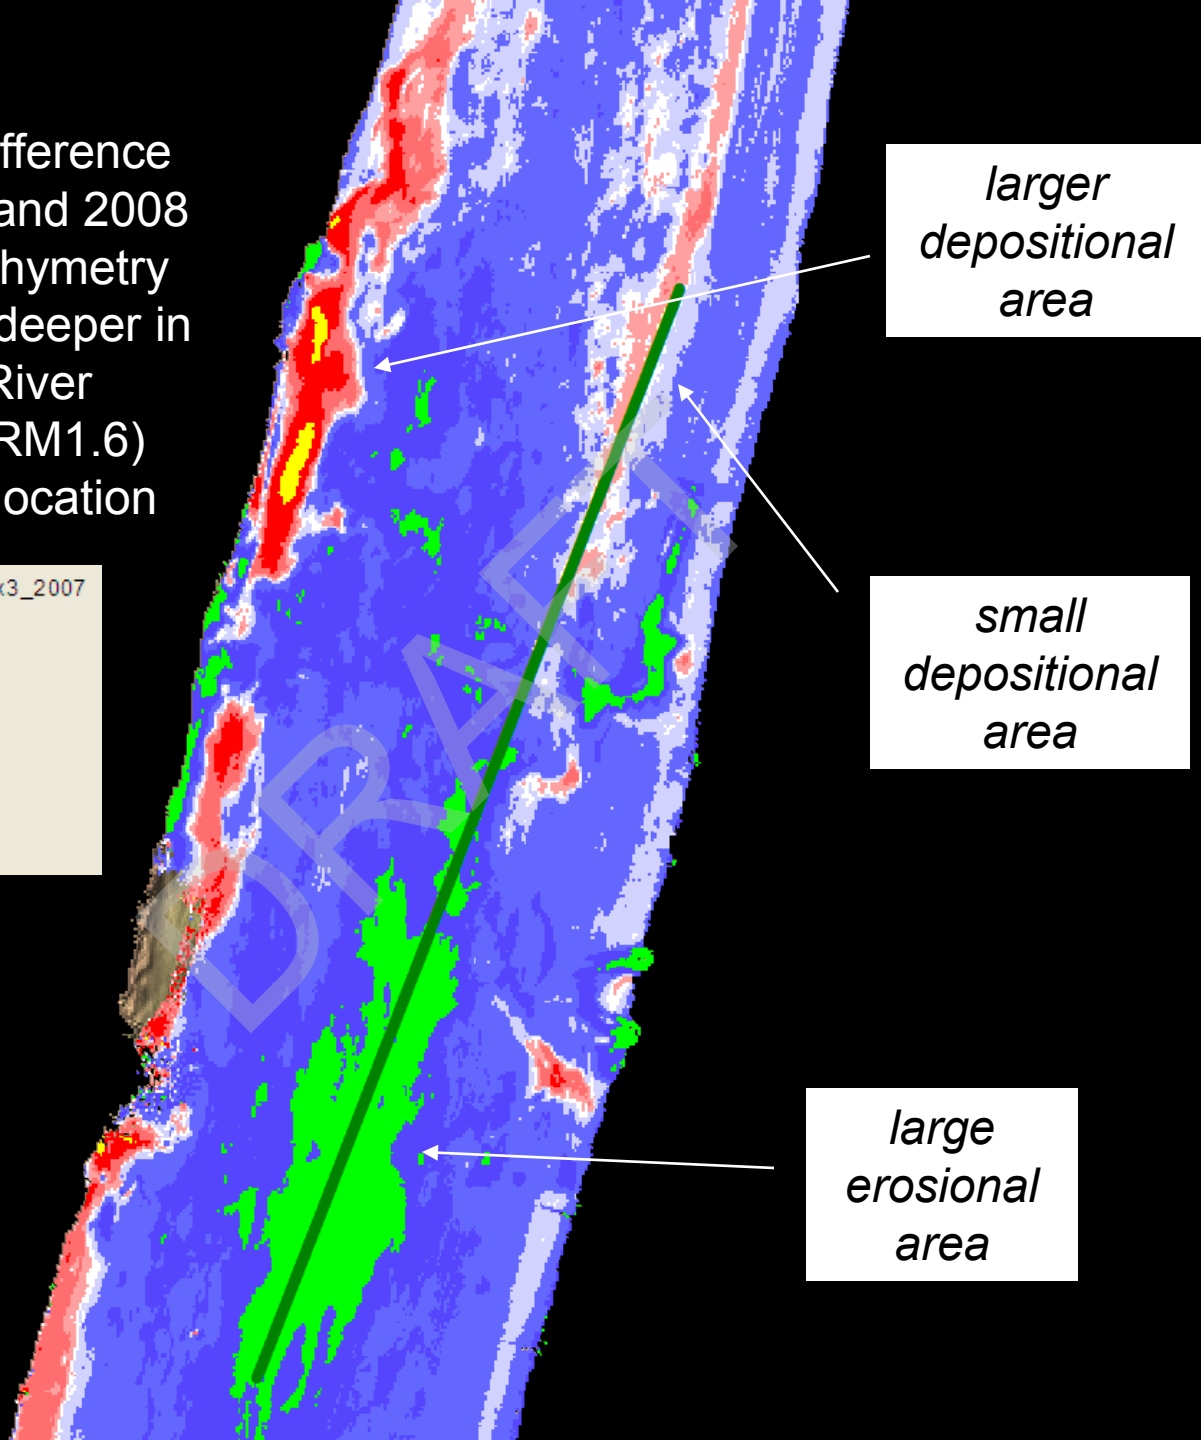 fference
and 2008
hymetry
deeper in
River
RM1.6)
location
x3_2007
larger
depositional
area
small
depositional
area
large
erosional
area
DRAFT